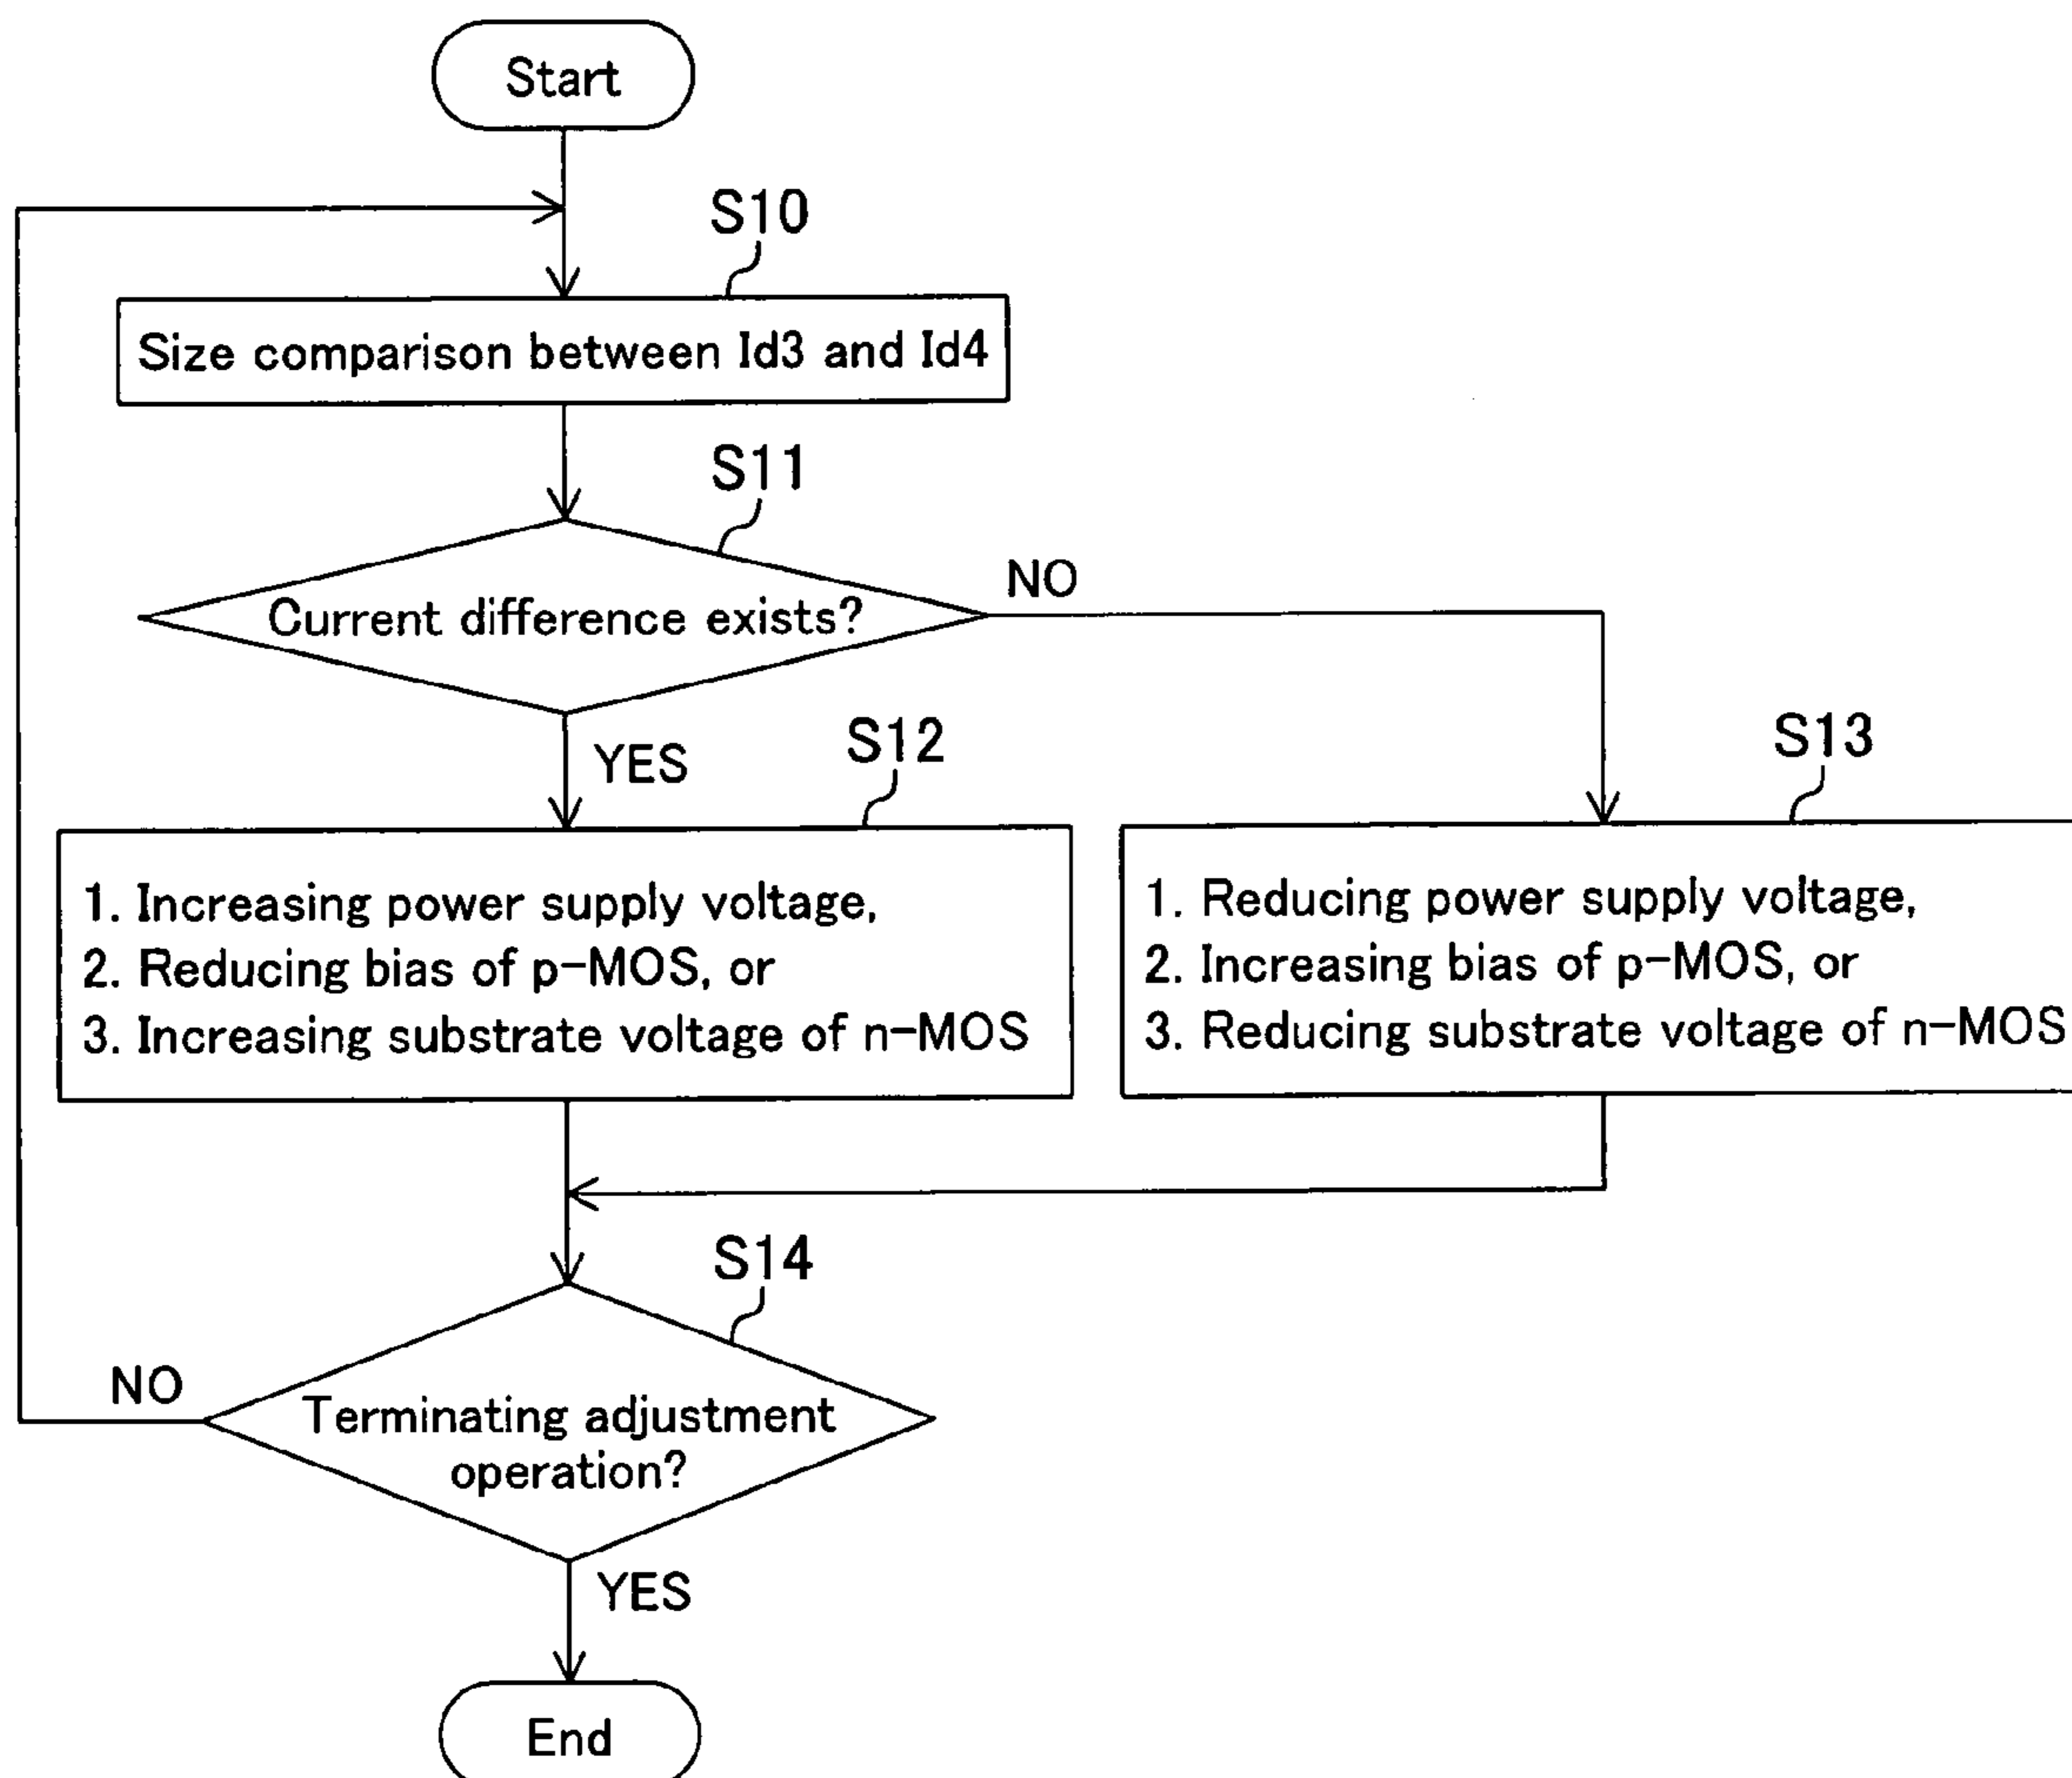 Start
S10
Size comparison between Id3 and Id4
S11
Current difference exists?
NO
YES
S12
1. Increasing power supply voltage,
2. Reducing bias of p-MOS, or
3. Increasing substrate voltage of n-MOS
S13
1. Reducing power supply voltage,
2. Increasing bias of p-MOS, or
3. Reducing substrate voltage of n-MOS
S14
NO
Terminating adjustment
operation?
YES
End